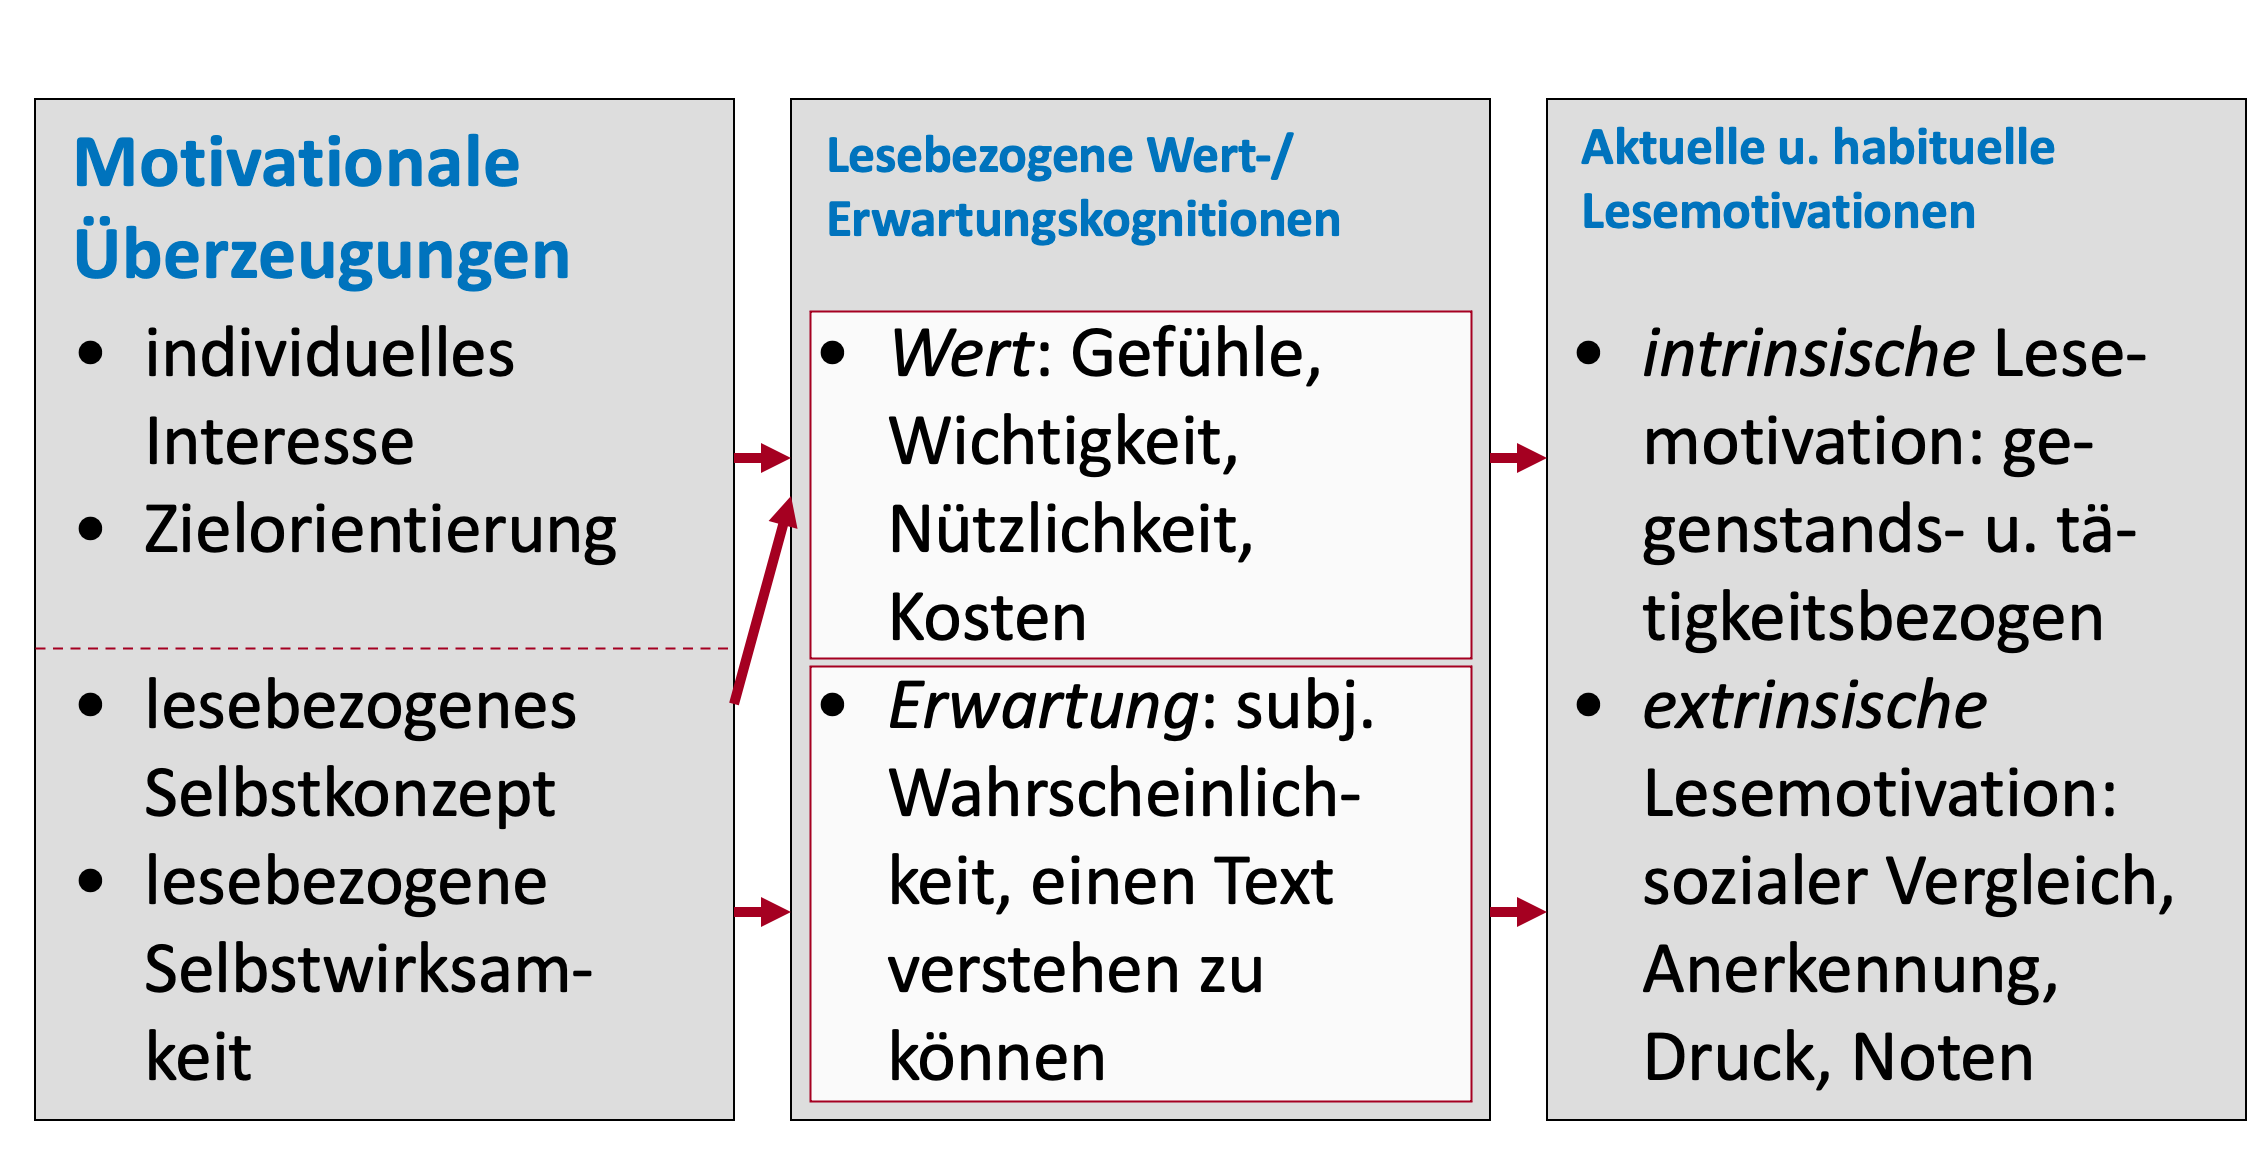 Motivationale
Überzeugungen
• individuelles
Interesse
• Zielorientierung
• lesebezogenes
Selbstkonzept
• lesebezogene
Selbstwirksam-
keit
Lesebezogene Wert-/
Erwartungskognitionen
• Wert: Gefühle,
Wichtigkeit,
Nützlichkeit,
Kosten
• Erwartung: subj.
Wahrscheinlich-
keit, einen Text
verstehen zu
können
Aktuelle u. habituelle
Lesemotivationen
• intrinsische Lese-
motivation: ge-
genstands- u. tä-
tigkeitsbezogen
• extrinsische
Lesemotivation:
sozialer Vergleich,
Anerkennung,
Druck, Noten